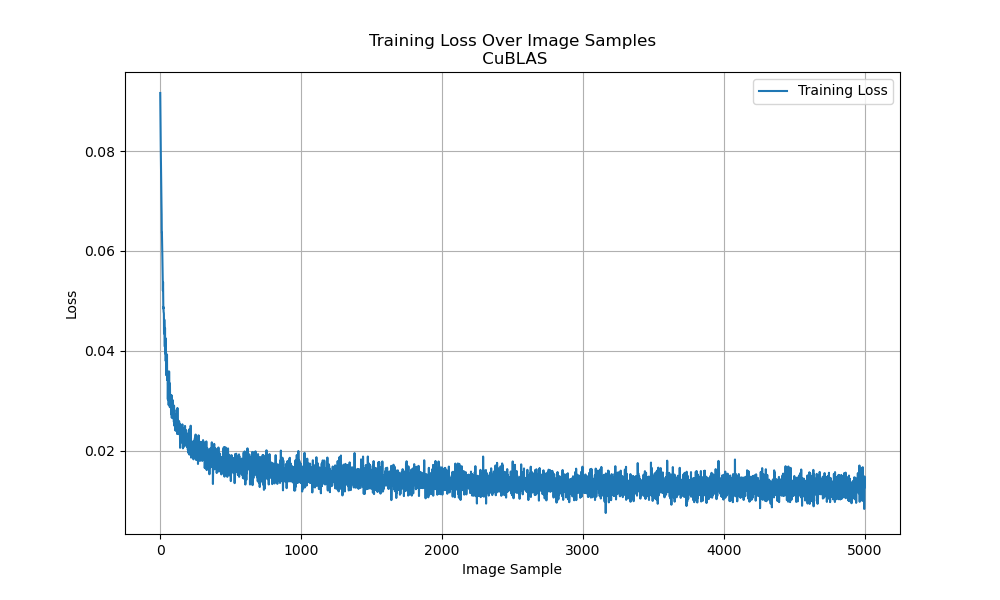 Training Loss Over Image Samples
CuBLAS
Training Loss
0.08
0.06
0.04
0.02
Loss
0
1000
2000
3000
4000
5000
Image Sample